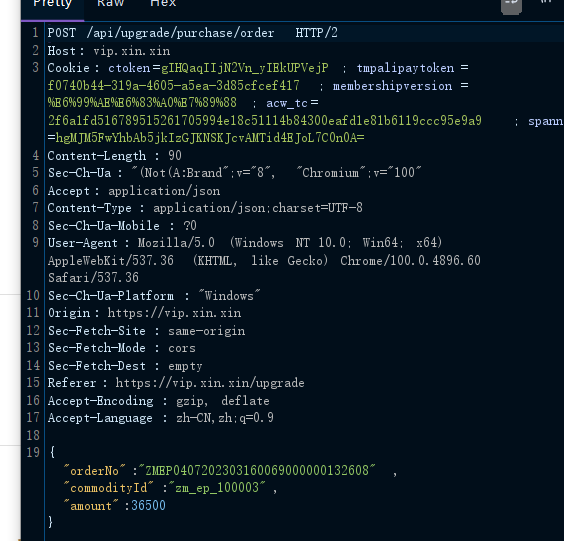 Pretty Raw Hex
1 POST /api/upgrade/purchase/order HTTP/2
2 Host: vip.xin.xin
3 Cookie: ctoken=gIHQaqIIjN2Vn_yIEkUPVejP ; tmpalipaytoken =
f0740b44-319a-4605-a5ea-3d85cfcef417 ; membershipversion =
%E6%99%AE%E6%83%A0%E7%89%88 ; acw_tc=
2f6a1fd516789515261705994e18c51114b84300eafd1e81b6119ccc95e9a9 ; spann
=hgMJM5FwYhbAb5jkIzGJKNSKJcvAMTid4EJoL7C0n0A=
4 Content-Length : 90
5 Sec-Ch-Ua : "(Not(A:Brand";v="8", "Chromium";v="100"
6 Accept: application/json
7 Content-Type : application/json;charset=UTF-8
8 Sec-Ch-Ua-Mobile : ?0
9 User-Agent : Mozilla/5.0 (Windows NT 10.0; Win64; x64)
AppleWebKit/537.36 (KHTML, like Gecko) Chrome/100.0.4896.60
Safari/537.36
10 Sec-Ch-Ua-Platform : "Windows"
11 Origin: https://vip.xin.xin
12 Sec-Fetch-Site : same-origin
13 Sec-Fetch-Mode : cors
14 Sec-Fetch-Dest : empty
15 Referer : https://vip.xin.xin/upgrade
16 Accept-Encoding : gzip, deflate
17 Accept-Language : zh-CN,zh;q=0.9
18
19 {
"orderNo" :"ZMEP0407202303160069000000132608" ,
"commodityId" :"zm_ep_100003" ,
"amount" :36500
}